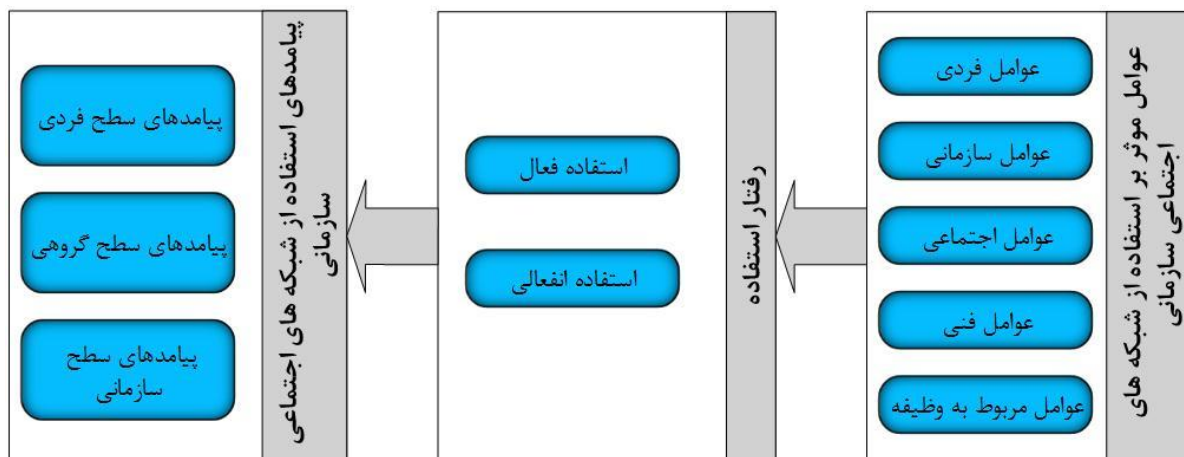 عوامل موثر بر استفاده از شبکه های
اجتماعی سازمانی
عوامل فردی
عوامل سازمانی
عوامل اجتماعی
عوامل فنی
عوامل مربوط به وظیفه
رفتار استفاده
استفاده فعال
استفاده انفعالی
پیامدهای استفاده از شبکه های اجتماعی
سازمانی
پیامدهای سطح فردی
پیامدهای سطح گروهی
پیامدهای سطح
سازمانی